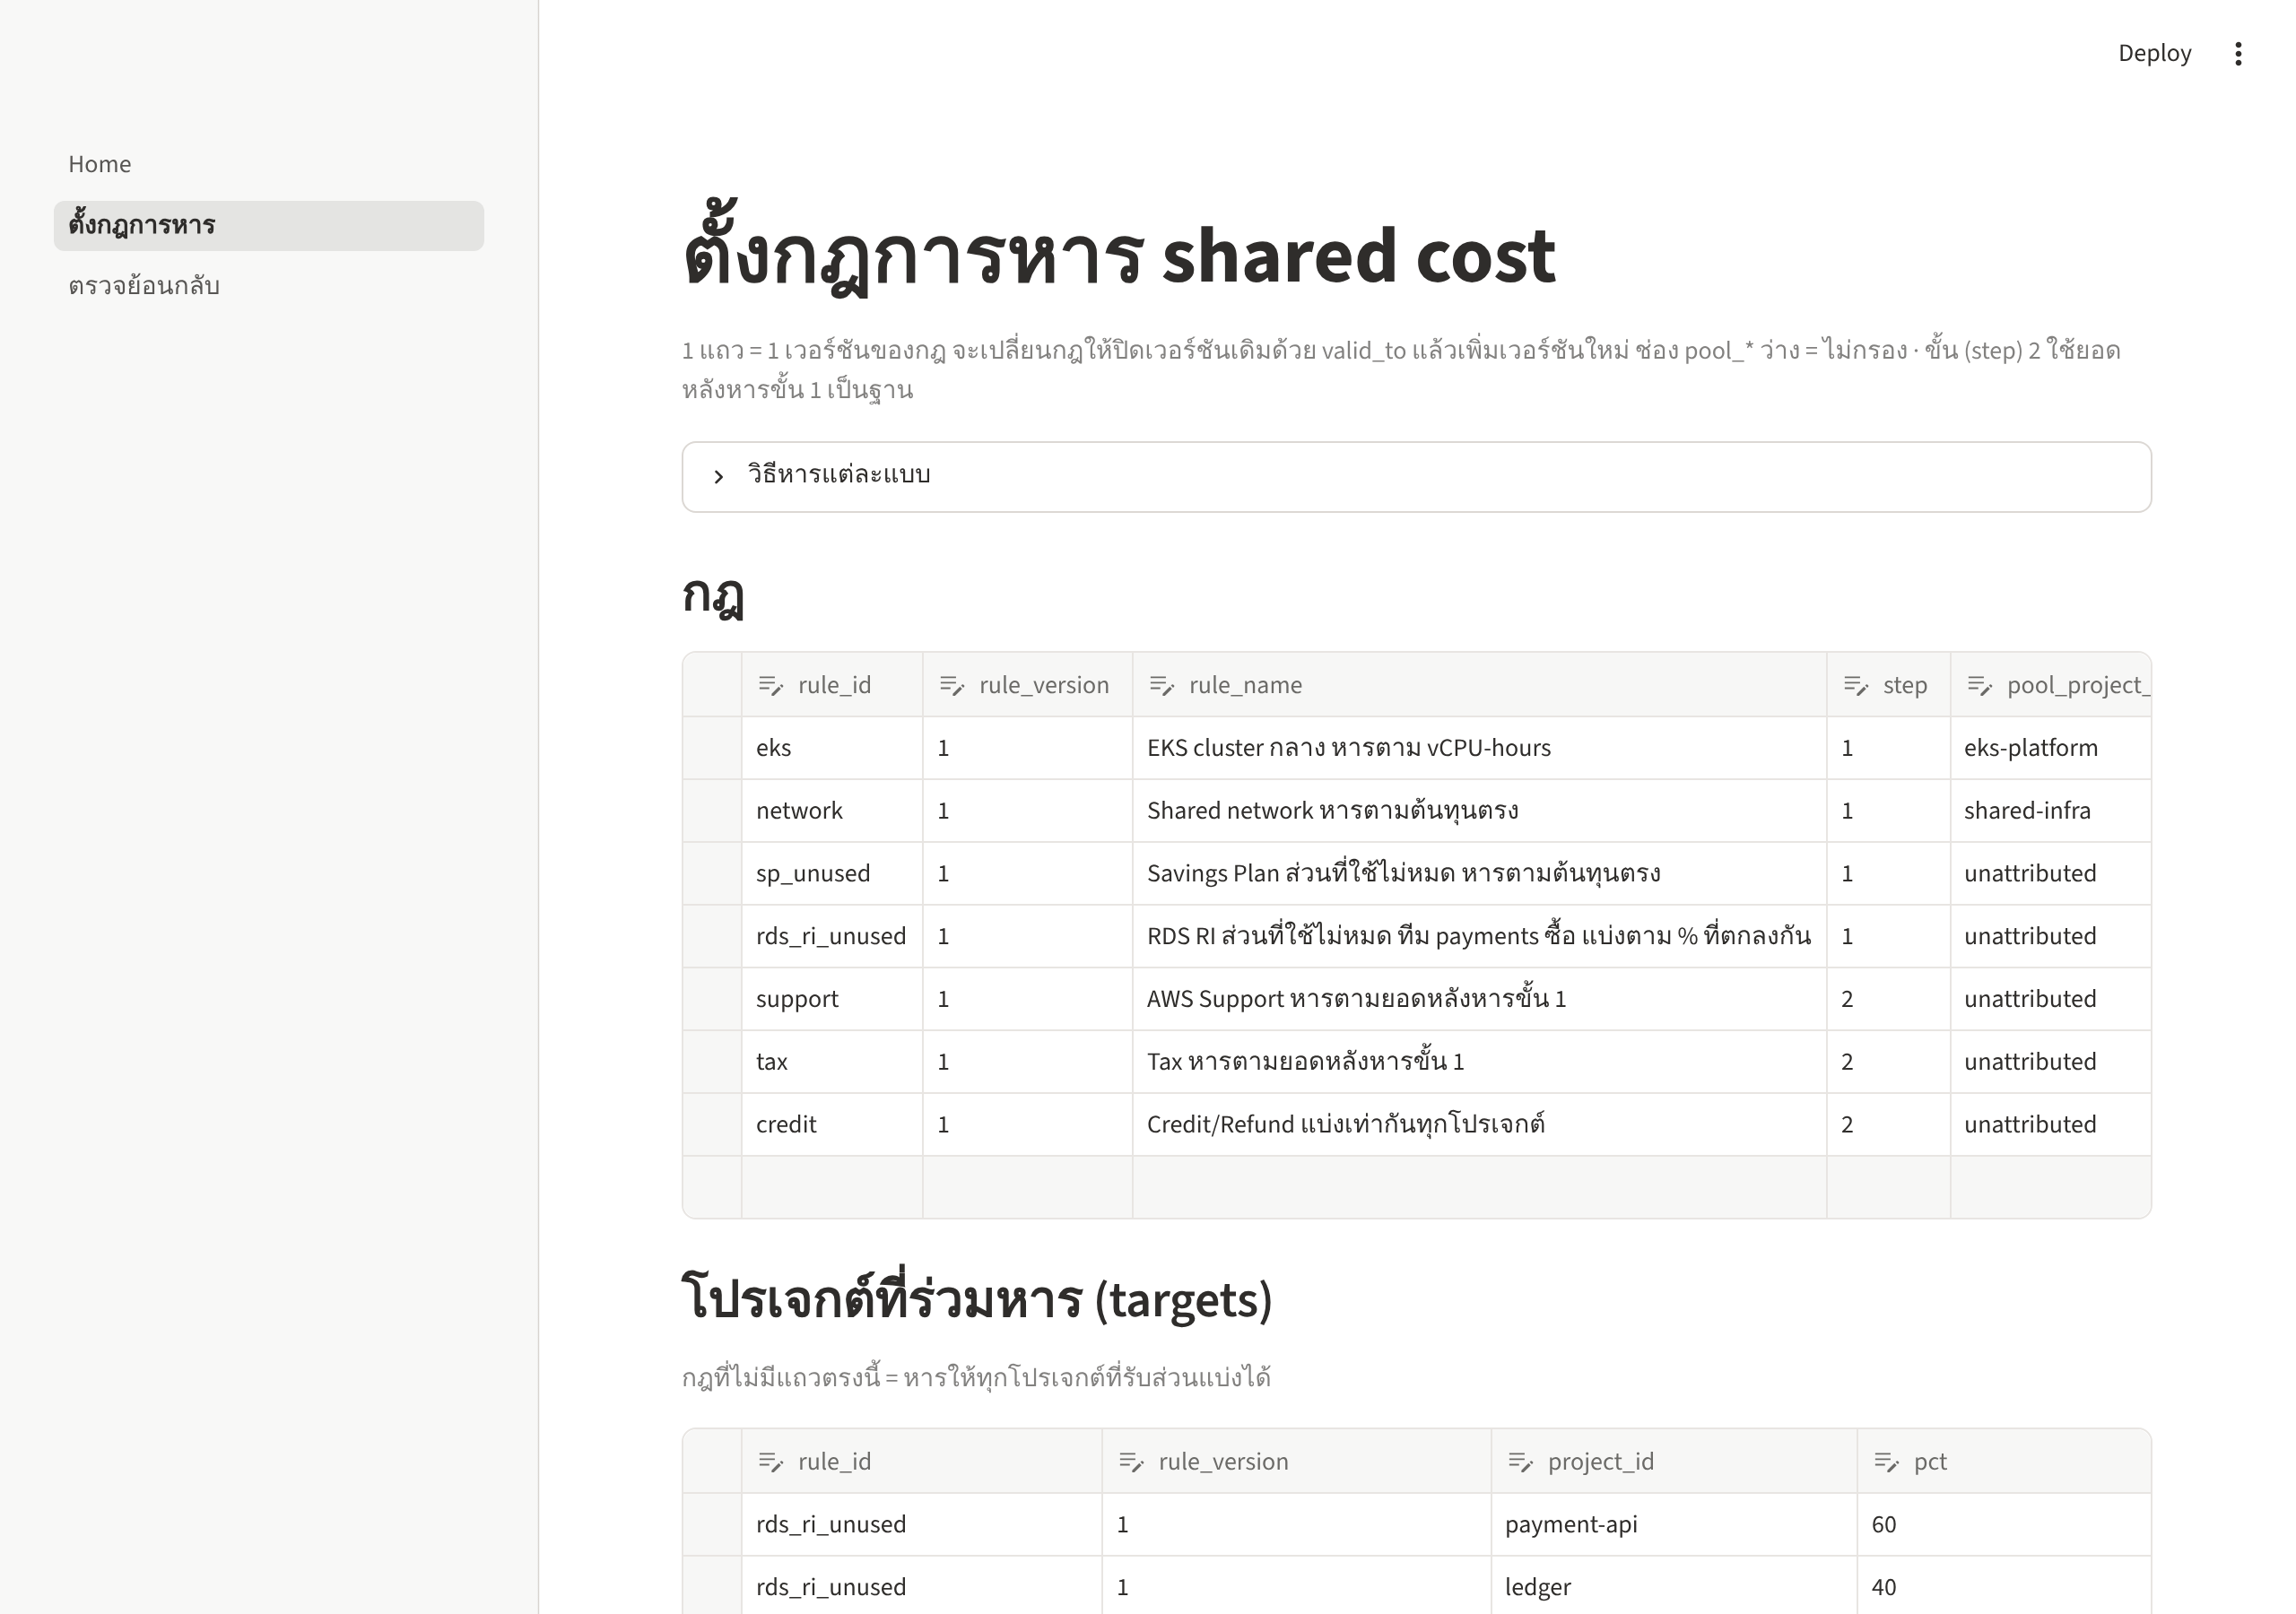 Deploy
Home
ตั้งกฎการหาร
ตรวจย้อนกลับ
ตั้งกฎการหาร shared cost
1 แถว = 1 เวอร์ชันของกฎ จะเปลี่ยนกฎให้ปิดเวอร์ชันเดิมด้วย valid_to แล้วเพิ่มเวอร์ชันใหม่ ช่อง pool_* ว่าง = ไม่กรอง · ขั้น (step) 2 ใช้ยอด
หลังหารขั้น 1 เป็นฐาน
วิธีหารแต่ละแบบ
กฎ
rule_id rule_version rule_name step pool_project_
eks 1 EKS cluster กลาง หารตาม vCPU-hours 1 eks-platform
network 1 Shared network หารตามต้นทุนตรง 1 shared-infra
sp_unused 1 Savings Plan ส่วนที่ใช้ไม่หมด หารตามต้นทุนตรง 1 unattributed
rds_ri_unused 1 RDS RI ส่วนที่ใช้ไม่หมด ทีม payments ซื้อ แบ่งตาม % ที่ตกลงกัน 1 unattributed
support 1 AWS Support หารตามยอดหลังหารขั้น 1 2 unattributed
tax 1 Tax หารตามยอดหลังหารขั้น 1 2 unattributed
credit 1 Credit/Refund แบ่งเท่ากันทุกโปรเจกต์ 2 unattributed
โปรเจกต์ที่ร่วมหาร (targets)
กฎที่ไม่มีแถวตรงนี้ = หารให้ทุกโปรเจกต์ที่รับส่วนแบ่งได้
rule_id rule_version project_id pct
rds_ri_unused 1 payment-api 60
rds_ri_unused 1 ledger 40